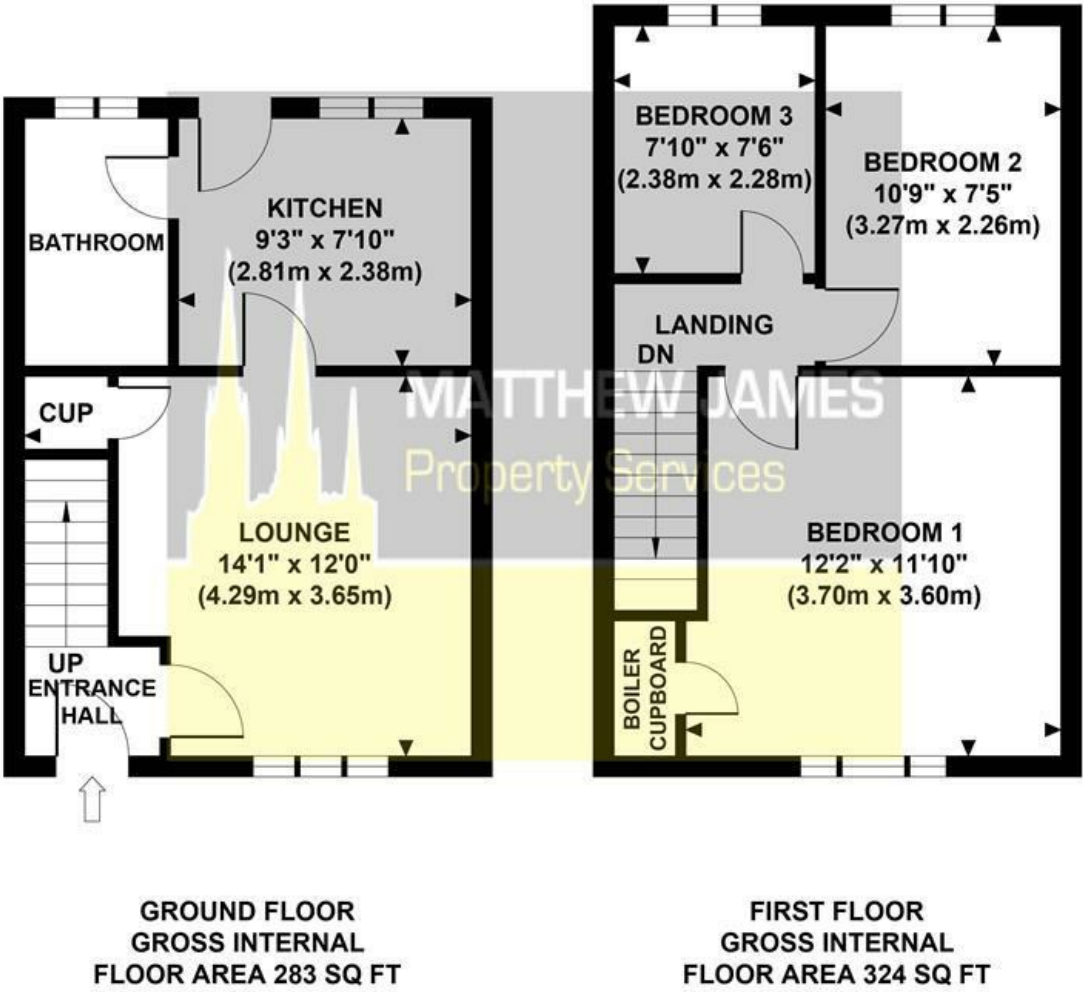 BATHROOM
KITCHEN
9'3" x 7'10"
(2.81m x 2.38m)
CUP
LOUNGE
14'1" x 12'0"
(4.29m x 3.65m)
UP
ENTRANCE
HALL
BEDROOM 3
7'10" x 7'6"
(2.38m x 2.28m)
BEDROOM 2
10'9" x 7'5"
(3.27m x 2.26m)
LANDING
DN
BEDROOM 1
12'2" x 11'10"
(3.70m x 3.60m)
BOILER
CUPBOARD
MATTHEW JAMES
Property Services
GROUND FLOOR
GROSS INTERNAL
FLOOR AREA 283 SQ FT
FIRST FLOOR
GROSS INTERNAL
FLOOR AREA 324 SQ FT